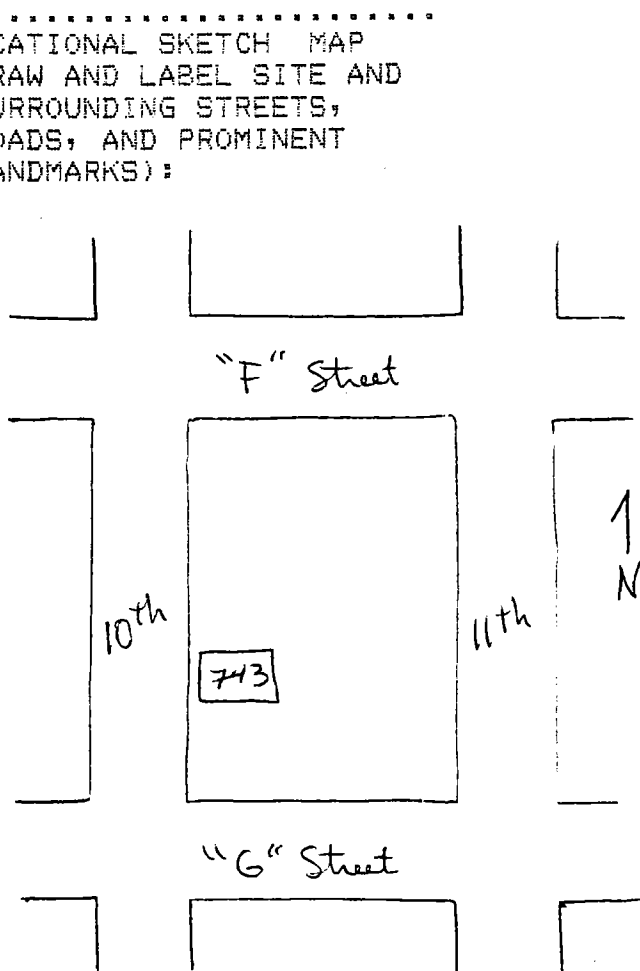 CATIONAL SKETCH MAP
RAW AND LABEL SITE AND
URROUNDING STREETS,
OADS, AND PROMINENT
ANDMARKS):
"F" Street
N
10th
11th
743
"G" Street